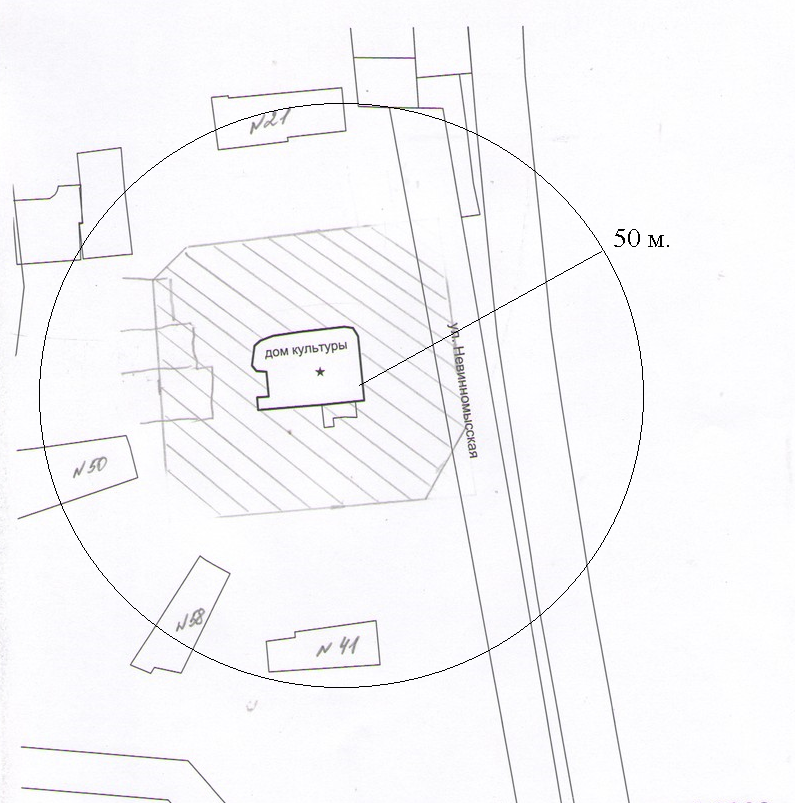 N21
50 м.
ул. Невинномысская
дом культуры
N50
N58
N 41